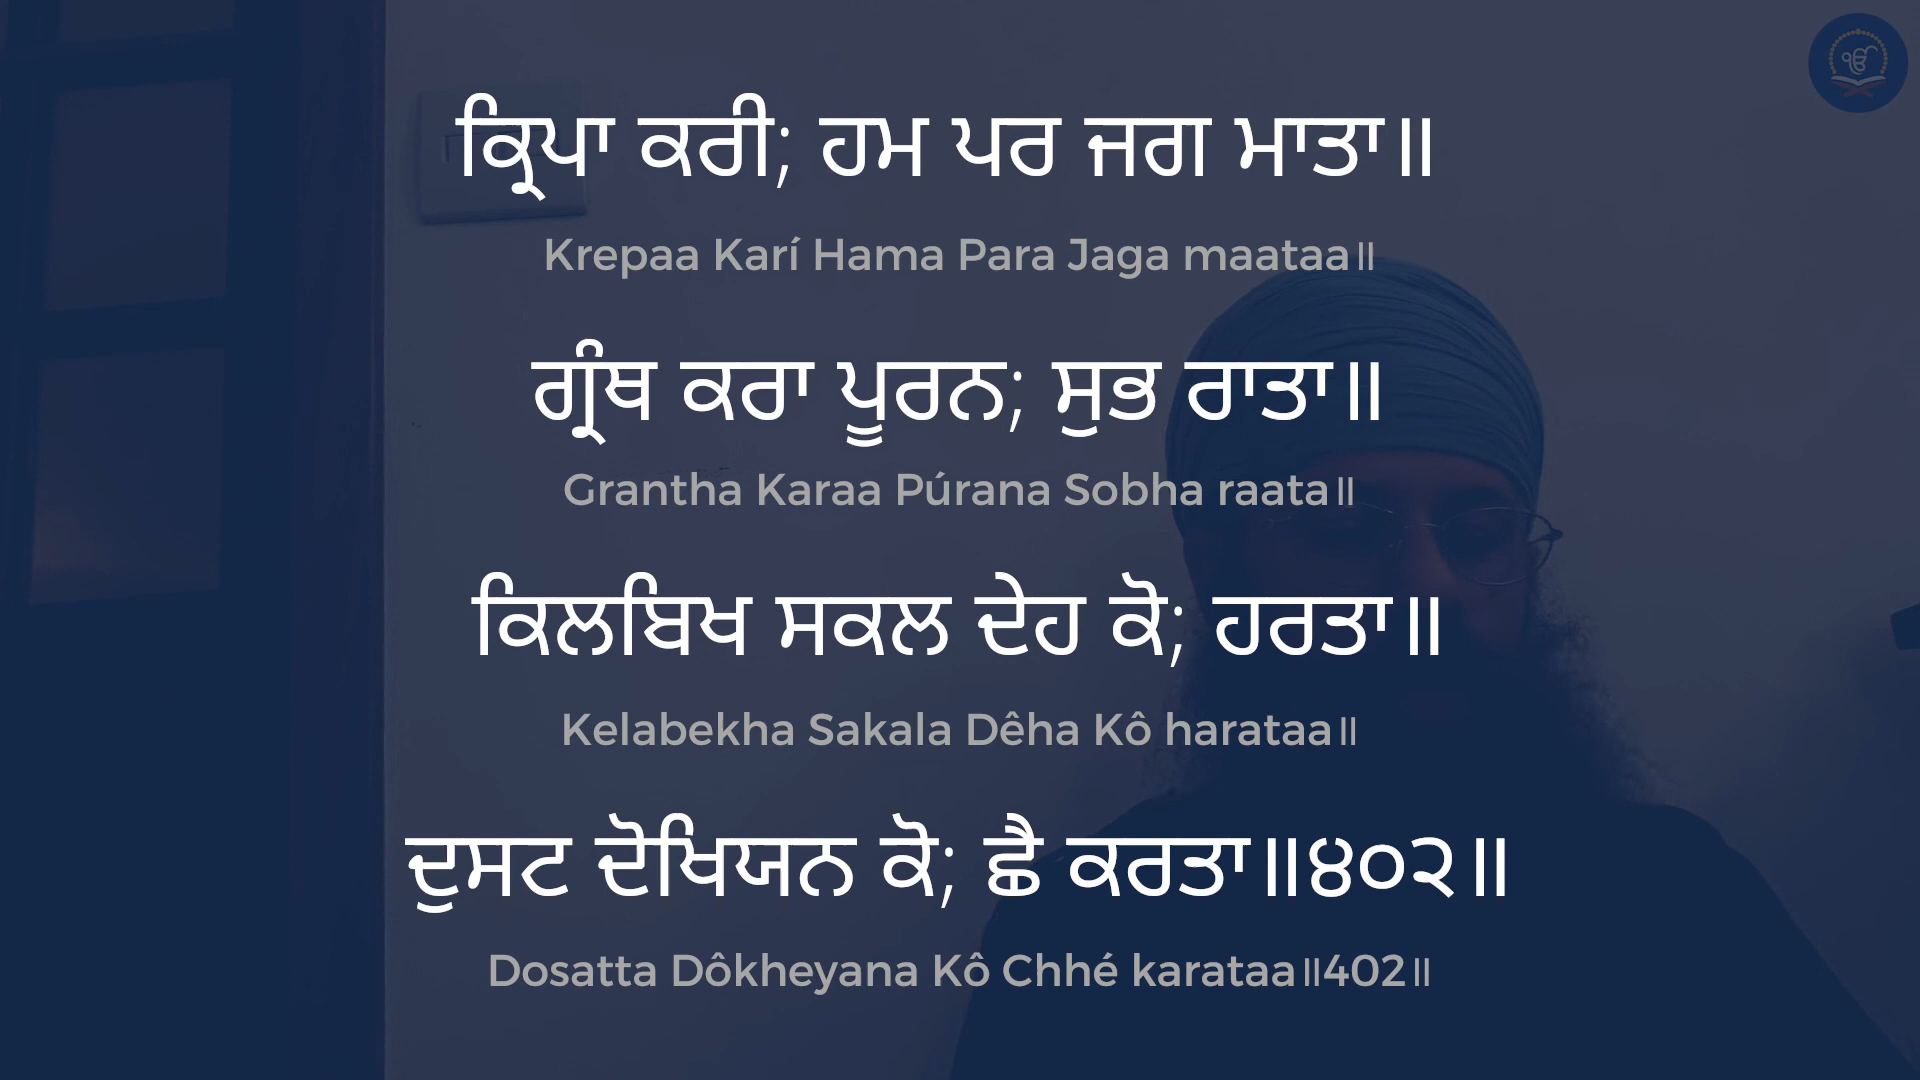 ਕ੍ਰਿਪਾ ਕਰੀ; ਹਮ ਪਰ ਜਗ ਮਾਤਾ॥
Krepaa Karí Hama Para Jaga maataa॥
ਗ੍ਰੰਥ ਕਰਾ ਪੂਰਨ; ਸੁਭ ਰਾਤਾ॥
Grantha Karaa Púrana Sobha raata॥
ਕਿਲਬਿਖ ਸਕਲ ਦੇਹ ਕੋ; ਹਰਤਾ॥
Kelabekha Sakala Dêha Kô harataa॥
ਦੁਸਟ ਦੋਖਿਯਨ ਕੋ; ਛੈ ਕਰਤਾ॥੪੦੨॥
Dosatta Dôkheyana Kô Chhé karataa॥402॥